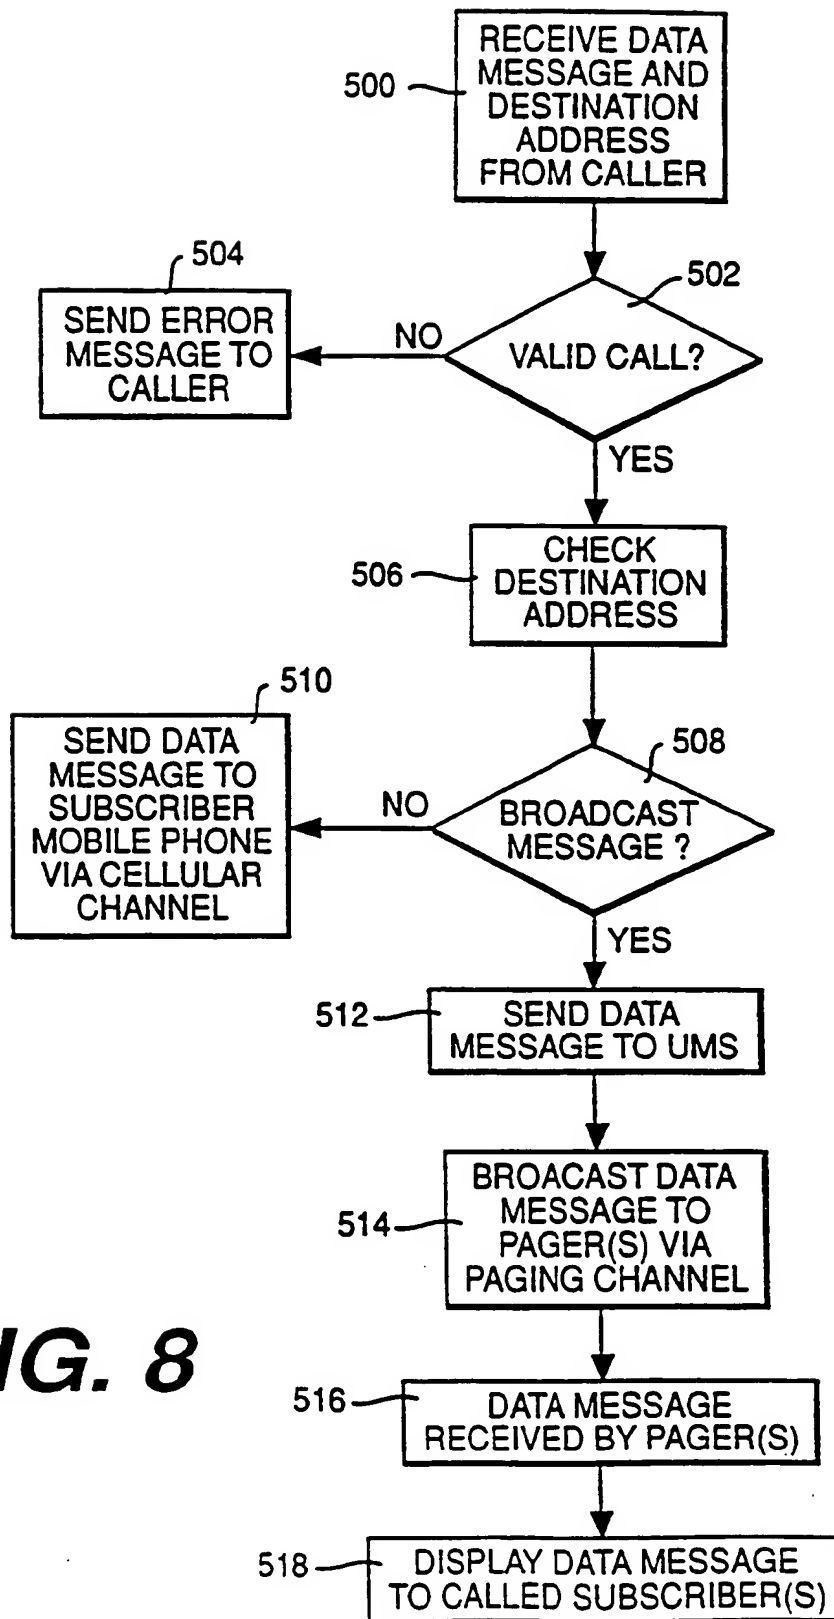 RECEIVE DATA
MESSAGE AND
DESTINATION
ADDRESS
FROM CALLER
500
504
SEND ERROR
MESSAGE TO
CALLER
NO
502
VALID CALL?
YES
506
CHECK
DESTINATION
ADDRESS
510
SEND DATA
MESSAGE TO
SUBSCRIBER
MOBILE PHONE
VIA CELLULAR
CHANNEL
NO
508
BROADCAST
MESSAGE ?
YES
512
SEND DATA
MESSAGE TO UMS
514
BROACAST DATA
MESSAGE TO
PAGER(S) VIA
PAGING CHANNEL
IG. 8
516
DATA MESSAGE
RECEIVED BY PAGER(S)
518
DISPLAY DATA MESSAGE
TO CALLED SUBSCRIBER(S)